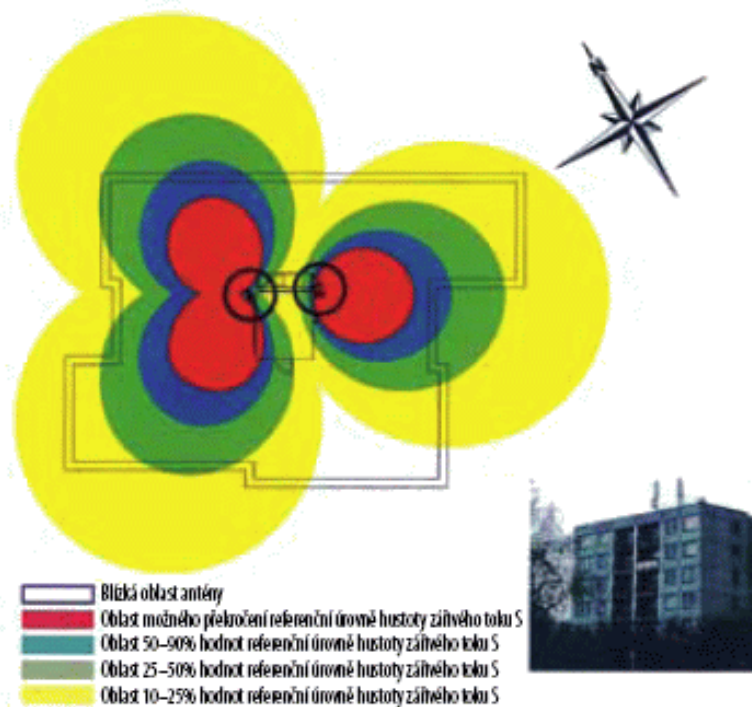 N
Blízká oblast antény
Oblast možného překročení referenční úrovně hustoty zářivého toku S
Oblast 50–90% hodnot referenční úrovně hustoty zářivého toku S
Oblast 25–50% hodnot referenční úrovně hustoty zářivého toku S
Oblast 10–25% hodnot referenční úrovně hustoty zářivého toku S